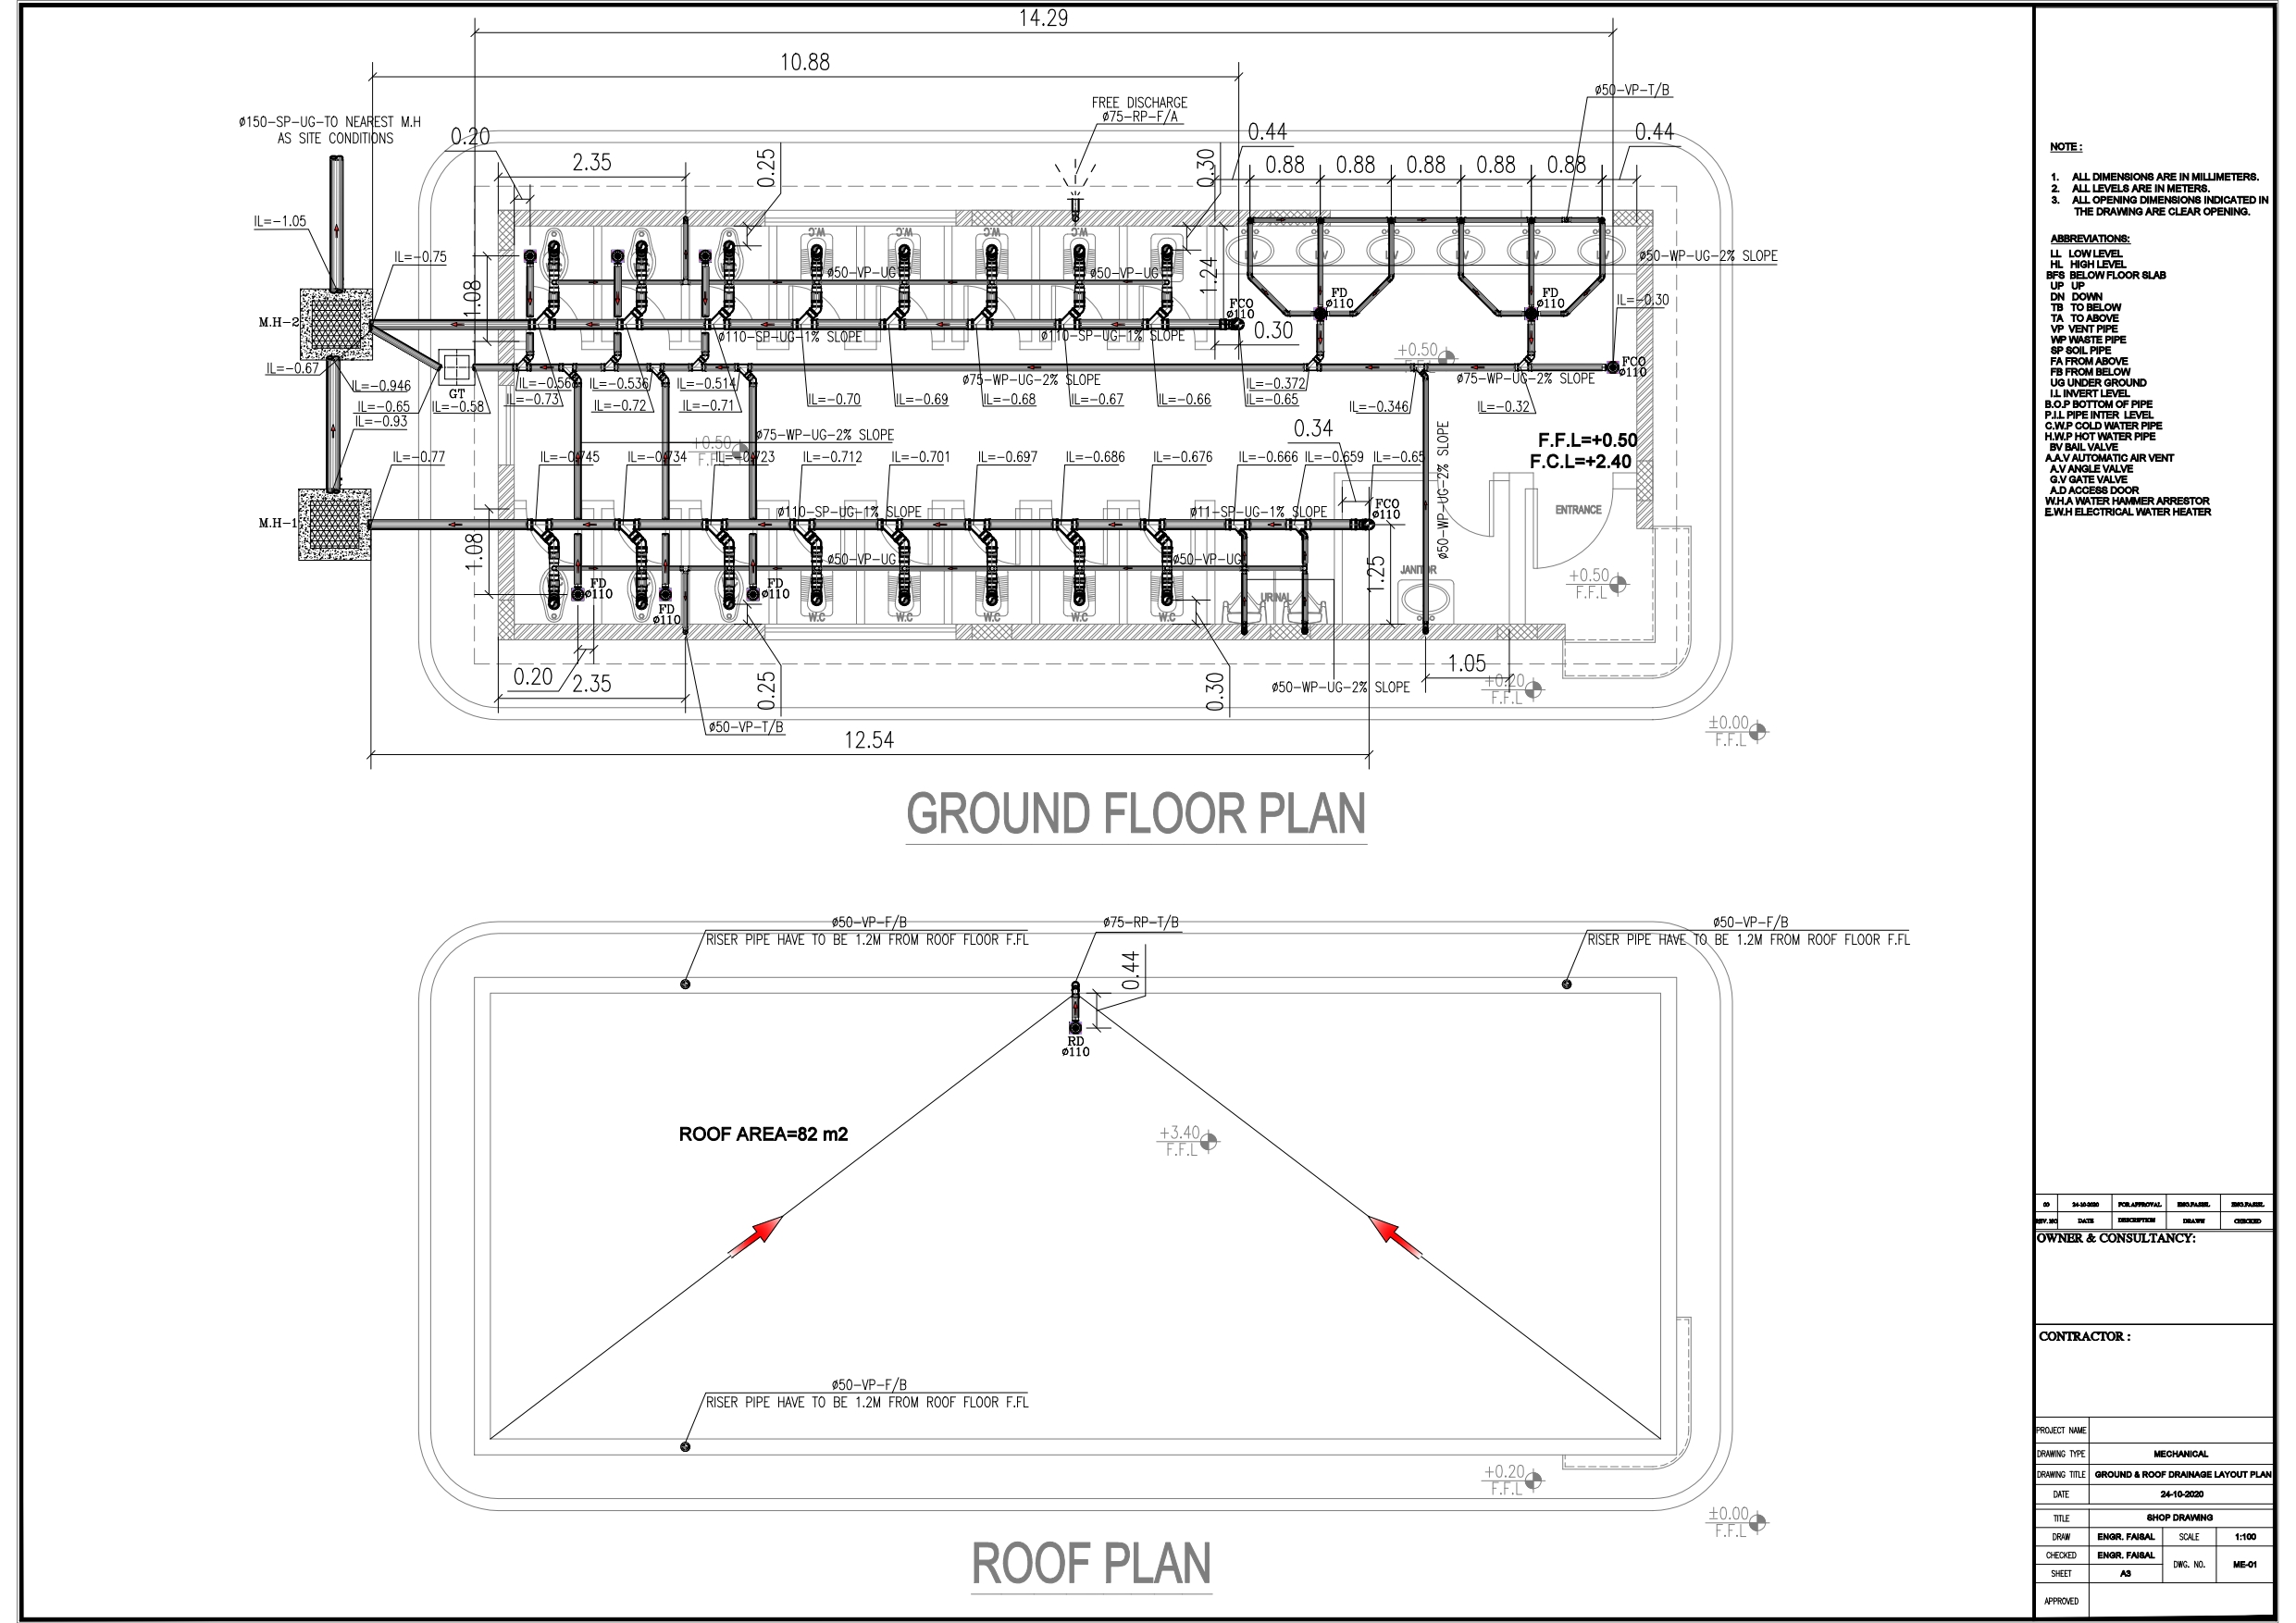 14.29
10.88
ø50-VP-T/B
FREE DISCHARGE
ø75-RP-F/A
ø150-SP-UG-TO NEAREST M.H
AS SITE CONDITIONS
0.20
2.35
0.25
0.30
0.44
0.44
0.88
0.88
0.88
0.88
0.88
IL=-1.05
IL=-0.75
W.C
W.C
W.C
W.C
W.C
ø50-WP-UG-2% SLOPE
ø50-VP-UG
ø50-VP-UG
1.08
1.24
M.H-2
FCO
ø110
FD
ø110
FD
ø110
IL=-0.30
0.30
ø110-SP-UG-1% SLOPE
ø110-SP-UG-1% SLOPE
+0.50
F.F.L
FCO
ø110
IL=-0.67
IL=-0.946
GT
ø75-WP-UG-2% SLOPE
ø75-WP-UG-2% SLOPE
IL=-0.568
IL=-0.536
IL=-0.514
IL=-0.372
IL=-0.65
IL=-0.58
IL=-0.73
IL=-0.72
IL=-0.71
IL=-0.70
IL=-0.69
IL=-0.68
IL=-0.67
IL=-0.66
IL=-0.65
IL=-0.346
IL=-0.32
IL=-0.93
ø75-WP-UG-2% SLOPE
+0.50
F.F.L
0.34
F.F.L=+0.50
F.C.L=+2.40
IL=-0.77
IL=-0.745
IL=-0.734
IL=-0.723
IL=-0.712
IL=-0.701
IL=-0.697
IL=-0.686
IL=-0.676
IL=-0.666
IL=-0.659
IL=-0.65
ø50-WP-UG-2% SLOPE
M.H-1
ø110-SP-UG-1% SLOPE
ø11-SP-UG-1% SLOPE
FCO
ø110
ENTRANCE
1.08
ø50-VP-UG
ø50-VP-UG
1.25
JANITOR
+0.50
F.F.L
FD
ø110
FD
ø110
FD
ø110
URINAL
W.C
W.C
W.C
W.C
W.C
0.20
2.35
0.25
0.30
ø50-WP-UG-2% SLOPE
1.05
+0.20
F.F.L
ø50-VP-T/B
±0.00
F.F.L
12.54
GROUND FLOOR PLAN
ø50-VP-F/B
RISER PIPE HAVE TO BE 1.2M FROM ROOF FLOOR F.FL
ø75-RP-T/B
ø50-VP-F/B
RISER PIPE HAVE TO BE 1.2M FROM ROOF FLOOR F.FL
0.44
RD
ø110
ROOF AREA=82 m2
+3.40
F.F.L
ø50-VP-F/B
RISER PIPE HAVE TO BE 1.2M FROM ROOF FLOOR F.FL
+0.20
F.F.L
±0.00
F.F.L
ROOF PLAN
NOTE :
1. ALL DIMENSIONS ARE IN MILLIMETERS.
2. ALL LEVELS ARE IN METERS.
3. ALL OPENING DIMENSIONS INDICATED IN
THE DRAWING ARE CLEAR OPENING.
ABBREVIATIONS:
LL LOW LEVEL
HL HIGH LEVEL
BFS BELOW FLOOR SLAB
UP UP
DN DOWN
TB TO BELOW
TA TO ABOVE
VP VENT PIPE
WP WASTE PIPE
SP SOIL PIPE
FA FROM ABOVE
FB FROM BELOW
UG UNDER GROUND
I.L INVERT LEVEL
B.O.P BOTTOM OF PIPE
P.I.L PIPE INTER LEVEL
C.W.P COLD WATER PIPE
H.W.P HOT WATER PIPE
BV BAIL VALVE
A.A.V AUTOMATIC AIR VENT
A.V ANGLE VALVE
G.V GATE VALVE
A.D ACCESS DOOR
W.H.A WATER HAMMER ARRESTOR
E.W.H ELECTRICAL WATER HEATER
00 24-10-2020 FOR APPROVAL ENG.FAISEL ENG.FAISEL
REV. NO DATE DESCRIPTION DRAWN CHECKED
OWNER & CONSULTANCY:
CONTRACTOR :
PROJECT NAME
DRAWING TYPE MECHANICAL
DRAWING TITLE GROUND & ROOF DRAINAGE LAYOUT PLAN
DATE 24-10-2020
TITLE SHOP DRAWING
DRAW ENGR. FAISAL SCALE 1:100
CHECKED ENGR. FAISAL
DWG. NO. ME-01
SHEET A3
APPROVED